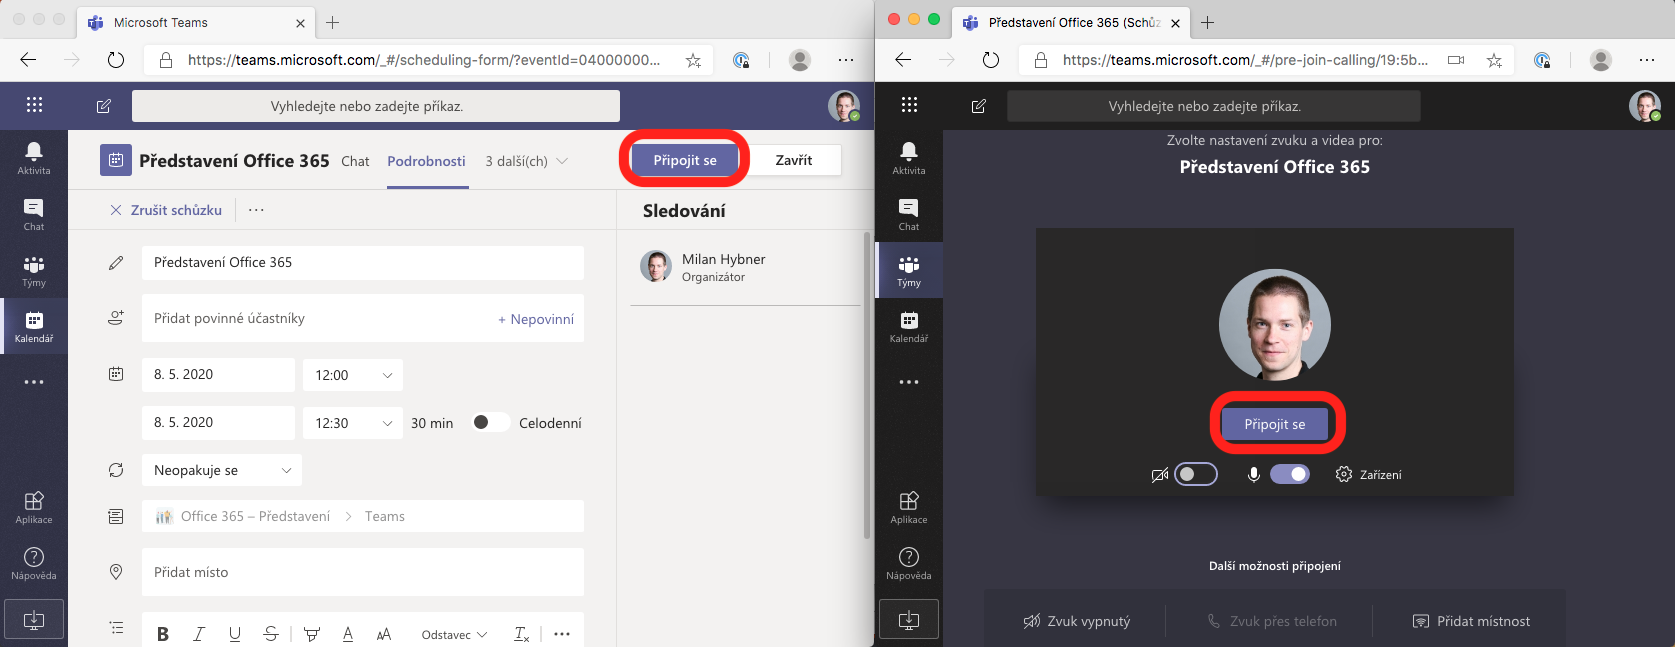 Microsoft Teams
https://teams.microsoft.com/_#/scheduling-form/?eventId=04000000...
Vyhledejte nebo zadejte příkaz.
Aktivita
Chat
Týmy
Kalendář
Aplikace
Nápověda
Představení Office 365
Chat
Podrobnosti
3 další(ch)
Připojit se
Zavřít
Zrušit schůzku
Sledování
Představení Office 365
Přidat povinné účastníky
+ Nepovinní
8. 5. 2020
12:00
8. 5. 2020
12:30
30 min
Celodenní
Neopakuje se
Office 365 – Představení > Teams
Přidat místo
B I U S A AA Odstavec
Milan Hybner
Organizátor
Představení Office 365 (Schůz
https://teams.microsoft.com/_#/pre-join-calling/19:5b...
Vyhledejte nebo zadejte příkaz.
Aktivita
Chat
Týmy
Kalendář
Aplikace
Nápověda
Zvolte nastavení zvuku a videa pro:
Představení Office 365
Připojit se
Zařízení
Další možnosti připojení
Zvuk vypnutý
Zvuk přes telefon
Přidat místnost